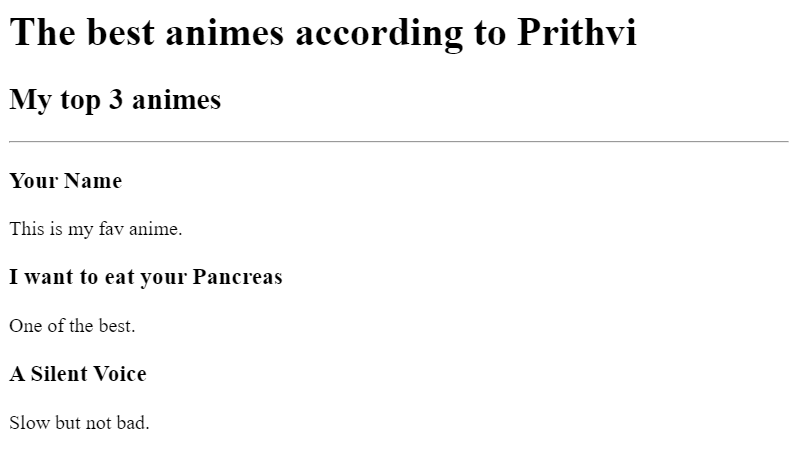 The best animes according to Prithvi
My top 3 animes
Your Name
This is my fav anime.
I want to eat your Pancreas
One of the best.
A Silent Voice
Slow but not bad.